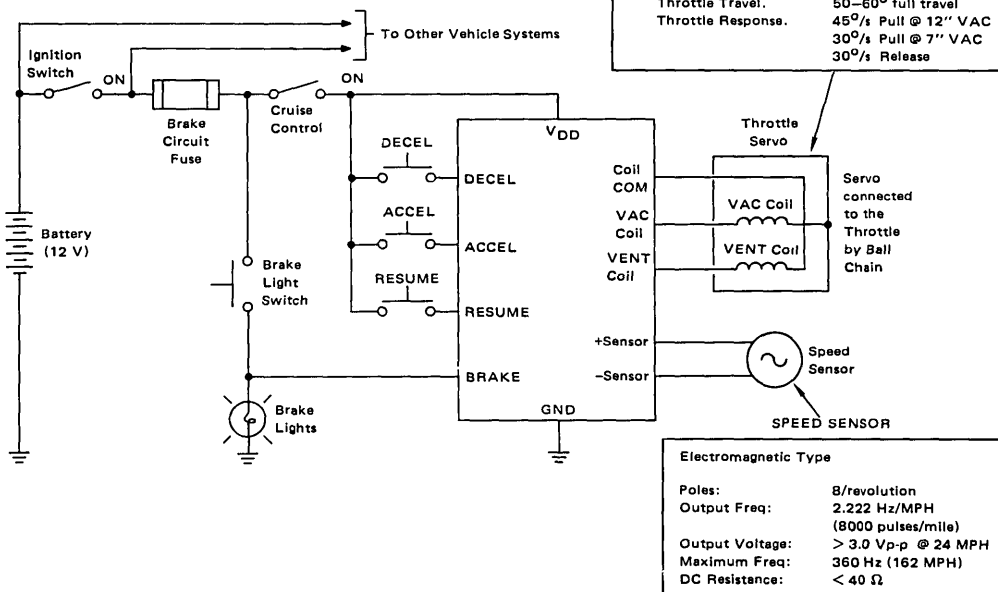 Throttle Travel. 50–60° full travel
Throttle Response. 45°/s Pull @ 12" VAC
30°/s Pull @ 7" VAC
30°/s Release
To Other Vehicle Systems
Ignition
Switch
ON
Brake
Circuit
Fuse
Cruise
Control
ON
VDD
Throttle
Servo
DECEL
DECEL
ACCEL
ACCEL
RESUME
RESUME
Coil
COM
VAC
Coil
VENT
Coil
VAC Coil
VENT Coil
Servo
connected
to the
Throttle
by Ball
Chain
Battery
(12 V)
Brake
Light
Switch
+Sensor
–Sensor
Speed
Sensor
BRAKE
GND
Brake
Lights
SPEED SENSOR
Electromagnetic Type
Poles: 8/revolution
Output Freq: 2.222 Hz/MPH
(8000 pulses/mile)
Output Voltage: > 3.0 Vp-p @ 24 MPH
Maximum Freq: 360 Hz (162 MPH)
DC Resistance: < 40 Ω